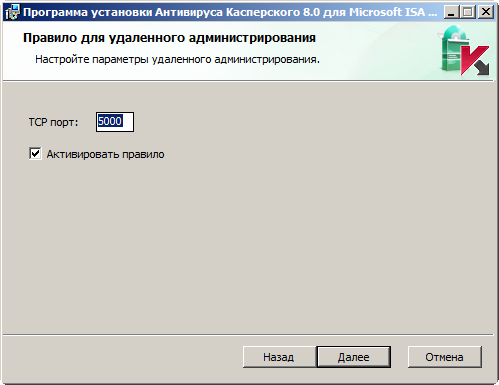 Программа установки Антивируса Касперского 8.0 для Microsoft ISA ...
Правило для удаленного администрирования
Настройте параметры удаленного администрирования.
TCP порт: 5000
Активировать правило
Назад Далее Отмена